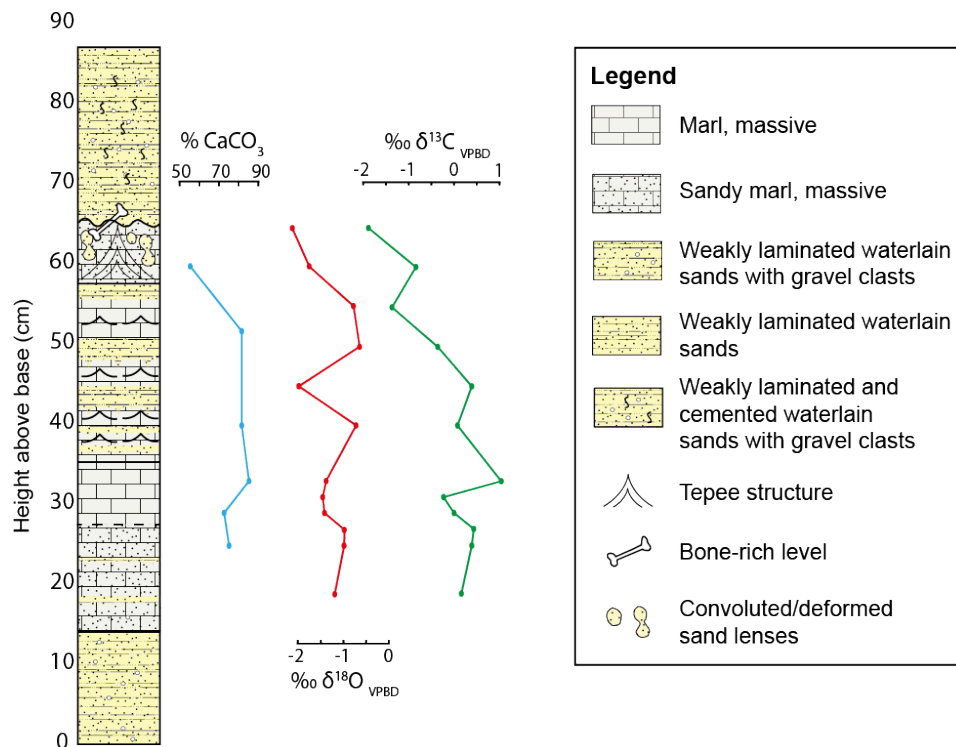 90
80
70
60
50
40
30
20
10
0
Height above base (cm)
% CaCO3
50 70 90
‰ δ13C VPBD
-2 -1 0 1
-2 -1 0
‰ δ18O VPBD
Legend
Marl, massive
Sandy marl, massive
Weakly laminated waterlain
sands with gravel clasts
Weakly laminated waterlain
sands
Weakly laminated and
cemented waterlain
sands with gravel clasts
Tepee structure
Bone-rich level
Convoluted/deformed
sand lenses